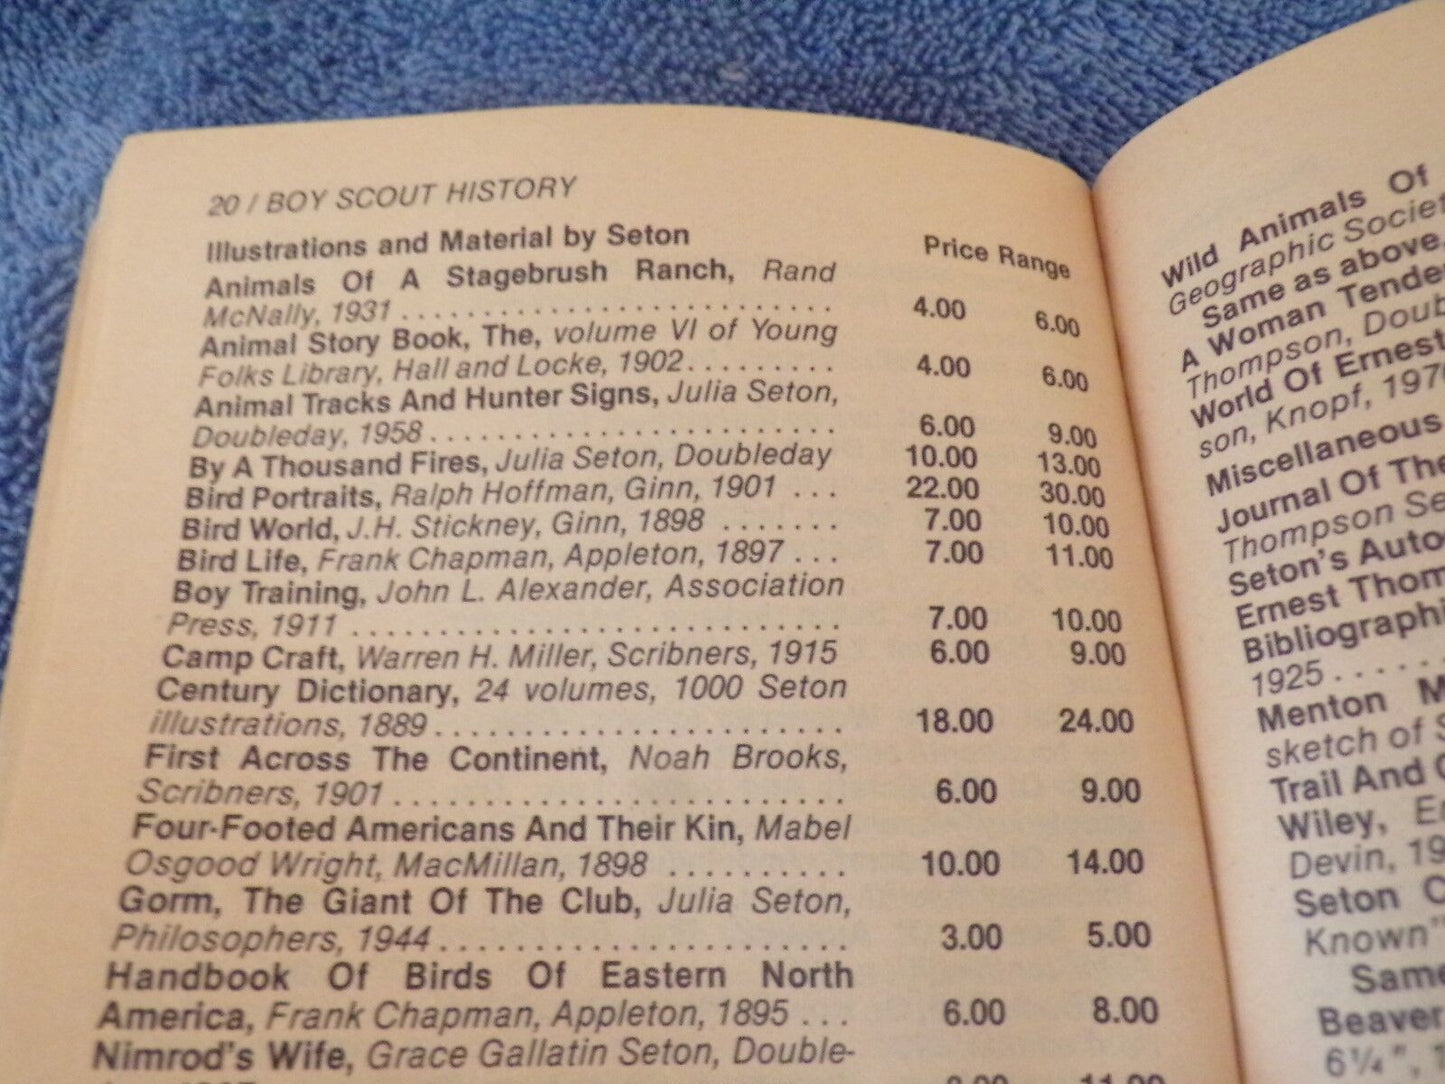 20 / BOY SCOUT HISTORY
Illustrations and Material by Seton Price Range
Animals Of A Stagebrush Ranch, Rand
McNally, 1931 . . . . . . . . . . . . . . . . . . . . . . . . . . 4.00 6.00
Animal Story Book, The, volume VI of Young
Folks Library, Hall and Locke, 1902. . . . . . . . . 4.00 6.00
Animal Tracks And Hunter Signs, Julia Seton,
Doubleday, 1958 . . . . . . . . . . . . . . . . . . . . . . . . 6.00 9.00
By A Thousand Fires, Julia Seton, Doubleday 10.00 13.00
Bird Portraits, Ralph Hoffman, Ginn, 1901 . . . 22.00 30.00
Bird World, J.H. Stickney, Ginn, 1898 . . . . . . . 7.00 10.00
Bird Life, Frank Chapman, Appleton, 1897 . . . 7.00 11.00
Boy Training, John L. Alexander, Association
Press, 1911 . . . . . . . . . . . . . . . . . . . . . . . . . . . . 7.00 10.00
Camp Craft, Warren H. Miller, Scribners, 1915 6.00 9.00
Century Dictionary, 24 volumes, 1000 Seton
illustrations, 1889 . . . . . . . . . . . . . . . . . . . . . . . 18.00 24.00
First Across The Continent, Noah Brooks,
Scribners, 1901 . . . . . . . . . . . . . . . . . . . . . . . . . 6.00 9.00
Four-Footed Americans And Their Kin, Mabel
Osgood Wright, MacMillan, 1898 . . . . . . . . . . 10.00 14.00
Gorm, The Giant Of The Club, Julia Seton,
Philosophers, 1944 . . . . . . . . . . . . . . . . . . . . . . 3.00 5.00
Handbook Of Birds Of Eastern North
America, Frank Chapman, Appleton, 1895 . . . 6.00 8.00
Nimrod's Wife, Grace Gallatin Seton, Double-
Wild Animals Of
Geographic
Same as above
A Woman
Thompson,
World Of Ernest
son, Knopf,
Miscellaneous
Journal Of The
Thompson
Seton's
Ernest
1925 . . . . . .
Menton
sketch of
Trail And
Wiley,
Devin,
Seton
Known"
Beaver
6¼",